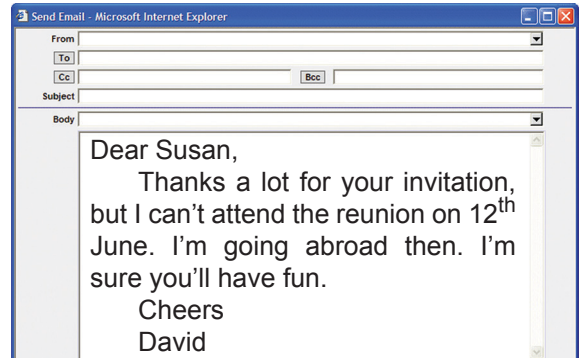 Send Email - Microsoft Internet Explorer
From
To
Cc Bcc
Subject
Body
Dear Susan,
Thanks a lot for your invitation,
but I can't attend the reunion on 12th
June. I'm going abroad then. I'm
sure you'll have fun.
Cheers
David